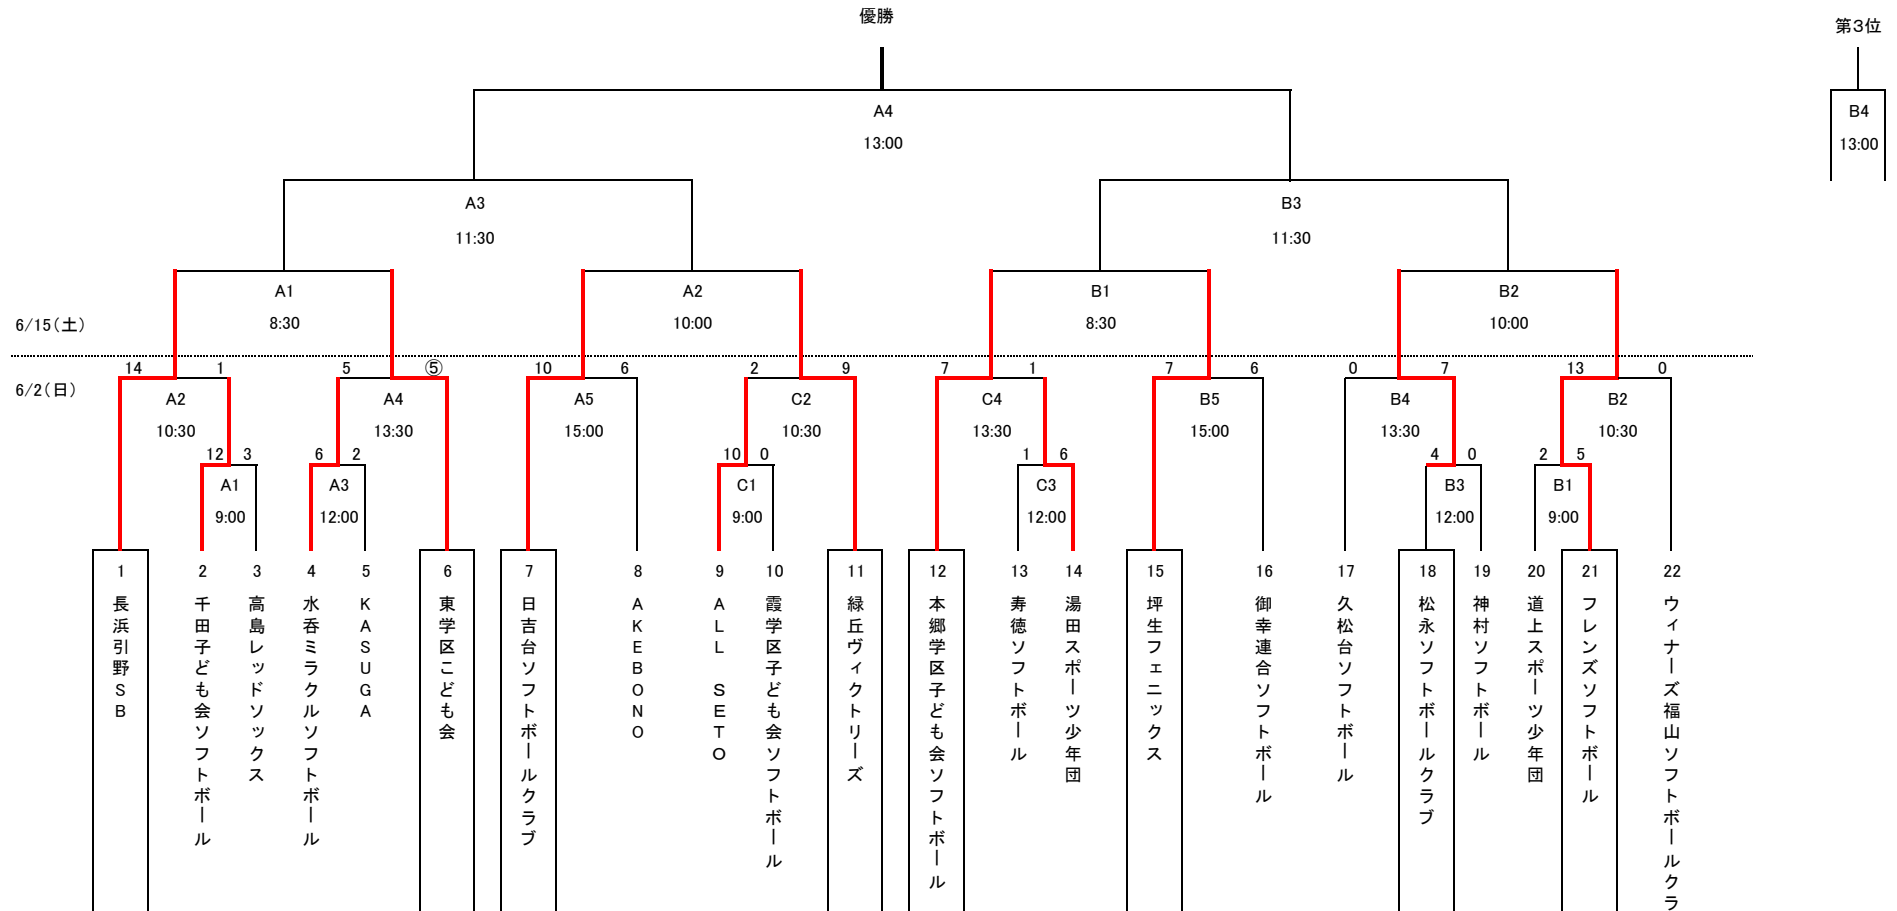 優勝
第3位
A4
B4
13:00
13:00
A3
B3
11:30
11:30
A1
A2
B1
B2
6/15(土)
8:30
10:00
8:30
10:00
14
1
5
⑤
10
6
2
9
7
1
7
6
0
7
13
0
6/2(日)
A2
A4
A5
C2
C4
B5
B4
B2
10:30
13:30
15:00
10:30
13:30
15:00
13:30
10:30
12
3
6
2
10
0
1
6
4
0
2
5
A1
A3
C1
C3
B3
B1
9:00
12:00
9:00
12:00
12:00
9:00
1
2
3
4
5
6
7
8
9
10
11
12
13
14
15
16
17
18
19
20
21
22
長浜引野SB
千田子ども会ソフトボール
高島レッドソックス
水呑ミラクルソフトボール
KASUGA
東学区こども会
日吉台ソフトボールクラブ
AKEBONO
ALL SETO
霞学区子ども会ソフトボール
緑丘ヴィクトリーズ
本郷学区子ども会ソフトボール
寿徳ソフトボール
湯田スポーツ少年団
坪生フェニックス
御幸連合ソフトボール
久松台ソフトボール
松永ソフトボールクラブ
神村ソフトボール
道上スポーツ少年団
フレンズソフトボール
ウィナーズ福山ソフトボールクラ